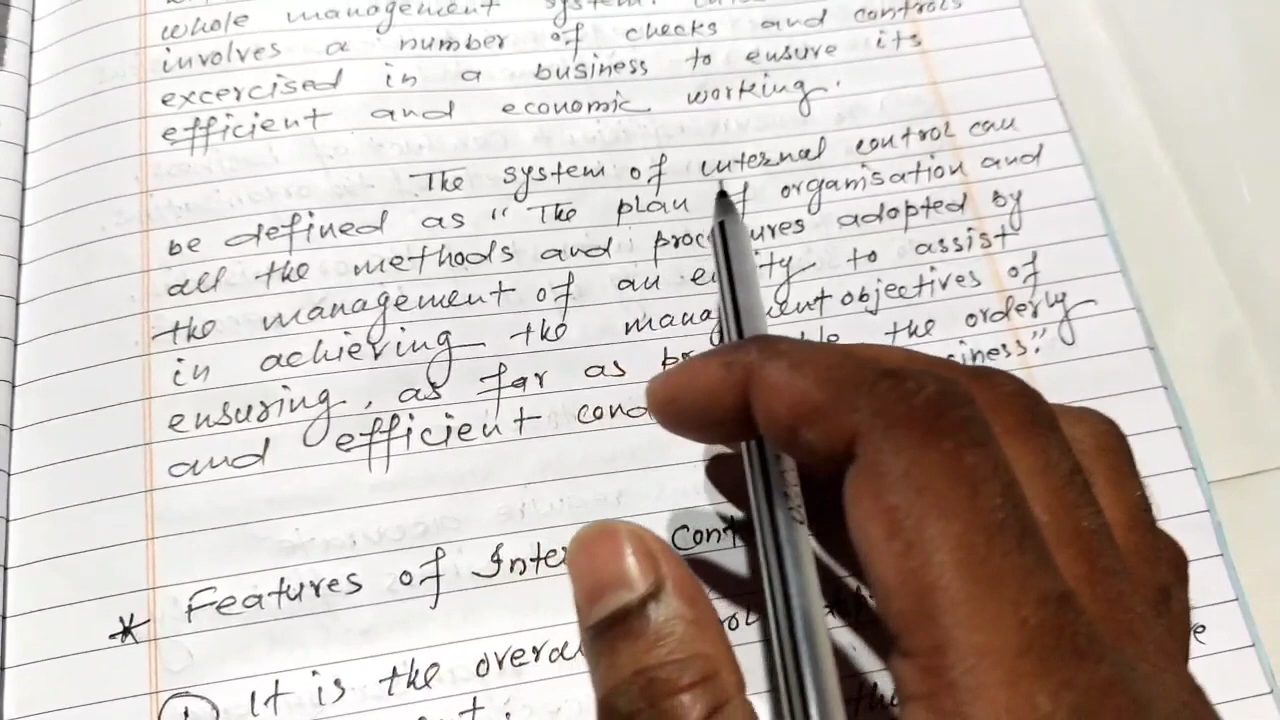 whole management system.
involves a number of checks and controls
excercised in a business to ensure its
efficient and economic working.
The system of internal control can
be defined as "The plan of organisation and
all the methods and procedures adopted by
the management of an entity to assist
in achieving the management objectives of
ensuring, as far as the orderly
and efficient
* Features of
1 It is the